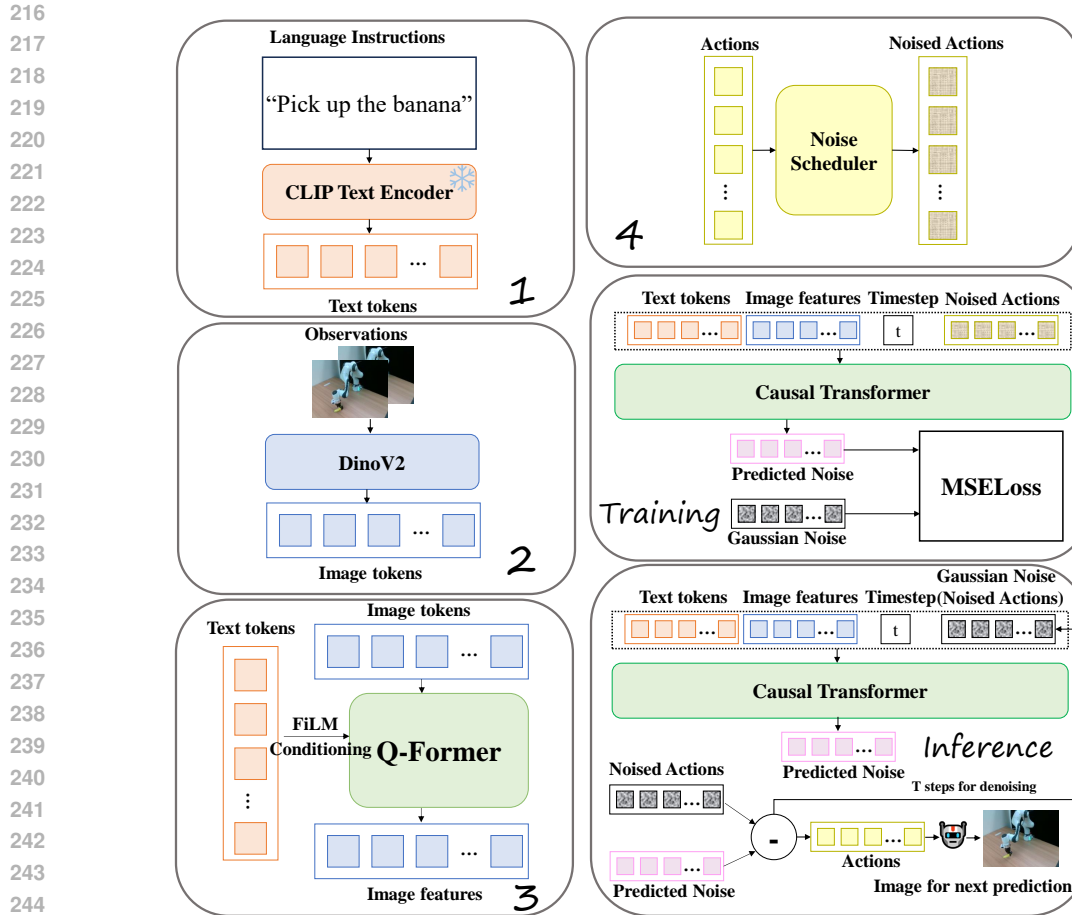 216
217
218
219
220
221
222
223
224
225
226
227
228
229
230
231
232
233
234
235
236
237
238
239
240
241
242
243
244
Language Instructions
“Pick up the banana”
CLIP Text Encoder
...
Text tokens
1
Observations
DinoV2
...
Image tokens
2
Image tokens
Text tokens
...
FiLM
Conditioning
Q-Former
...
...
Image features
3
Actions
Noised Actions
Noise
Scheduler
...
...
4
Text tokens Image features Timestep Noised Actions
... ... t ...
Causal Transformer
...
Predicted Noise
MSELoss
Training
...
Gaussian Noise
Gaussian Noise
Text tokens Image features Timestep (Noised Actions)
... ... t ...
Causal Transformer
...
Inference
Predicted Noise
Noised Actions
T steps for denoising
...
-
...
Actions
...
Predicted Noise
Image for next prediction